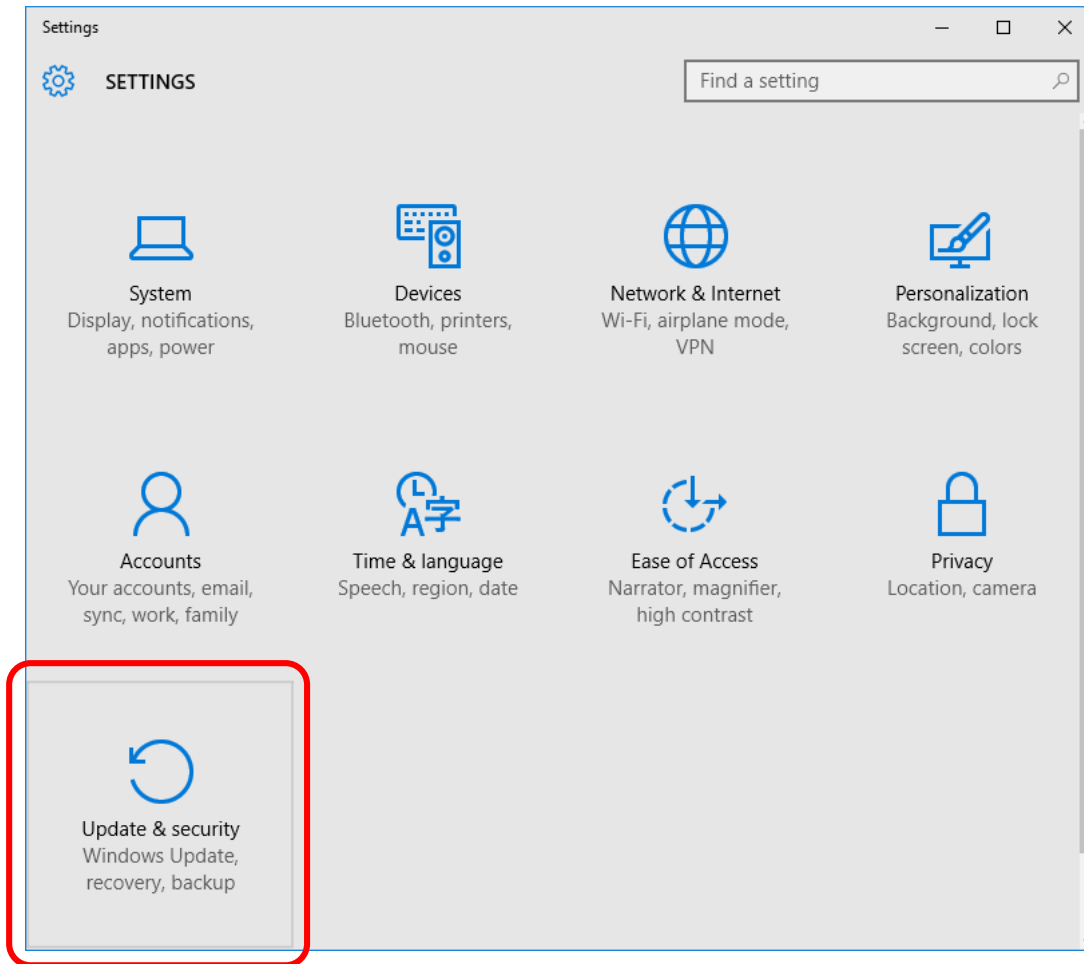 Settings
SETTINGS
Find a setting
System
Display, notifications,
apps, power
Devices
Bluetooth, printers,
mouse
Network & Internet
Wi-Fi, airplane mode,
VPN
Personalization
Background, lock
screen, colors
Accounts
Your accounts, email,
sync, work, family
Time & language
Speech, region, date
Ease of Access
Narrator, magnifier,
high contrast
Privacy
Location, camera
Update & security
Windows Update,
recovery, backup